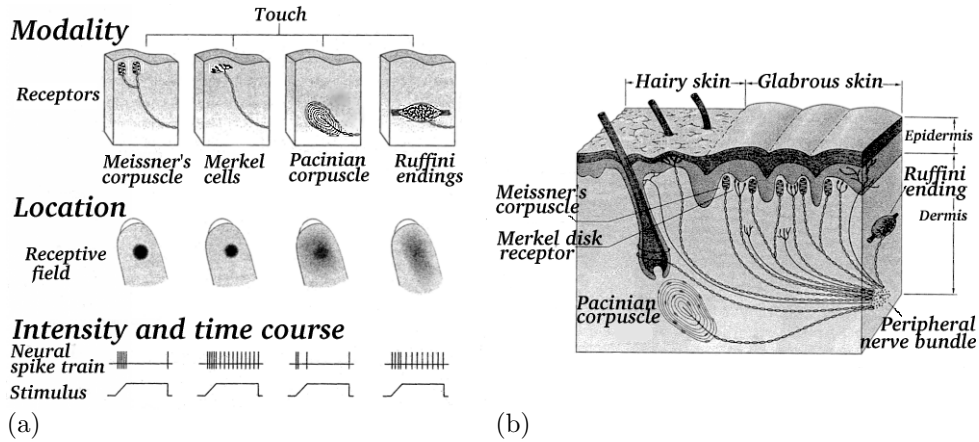 Touch
Modality
Receptors
Meissner's
corpuscle
Merkel
cells
Pacinian
corpuscle
Ruffini
endings
Location
Receptive
field
Intensity and time course
Neural
spike train
Stimulus
(a)
Hairy skin
Glabrous skin
Epidermis
Ruffini
ending
Dermis
Meissner's
corpuscle
Merkel disk
receptor
Pacinian
corpuscle
Peripheral
nerve bundle
(b)